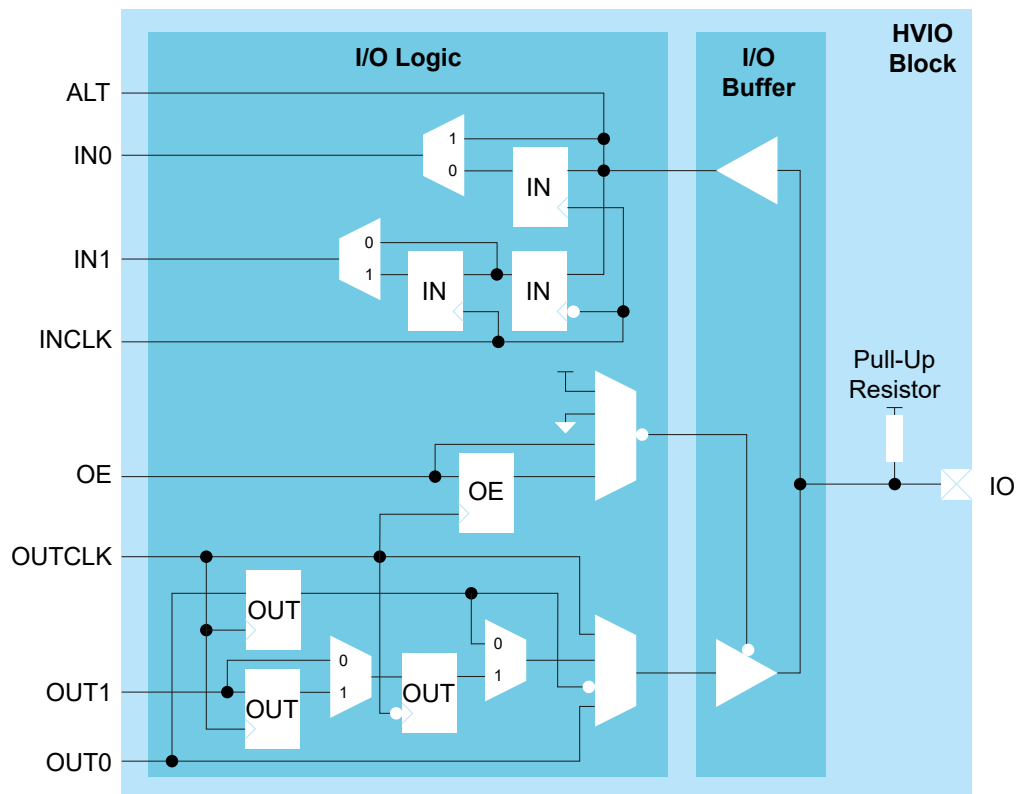 HVIO
Block
I/O Logic
I/O
Buffer
ALT
1
IN0
0
IN
0
IN1
1
IN
IN
INCLK
Pull-Up
Resistor
OE
OE
IO
OUTCLK
OUT
0
0
1
OUT1
1
OUT
OUT
OUT0